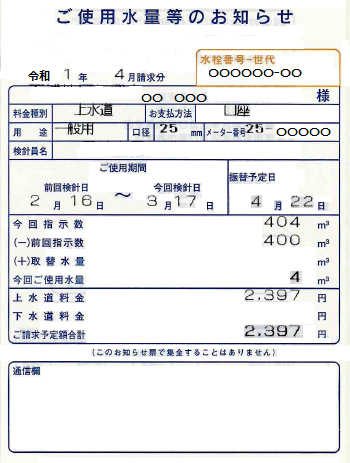 ご使用水量等のお知らせ
水栓番号-世代
令和 1 年 4 月請求分
○○○○○○-○○
○○ ○○○ 様
料金種別 上水道 お支払方法 口座
用途 一般用 口径 25 mm メーター番号 25-○○○○○
検針員名
ご使用期間
振替予定日
前回検針日 今回検針日
2 月 16 日 〜 3 月 17 日 4 月 22 日
今回指示数 404 m³
(一)前回指示数 400 m³
(十)取替水量 m³
今回ご使用水量 4 m³
上水道料金 2,397 円
下水道料金 円
ご請求予定額合計 2,397 円
(このお知らせ票で集金することはありません)
通信欄